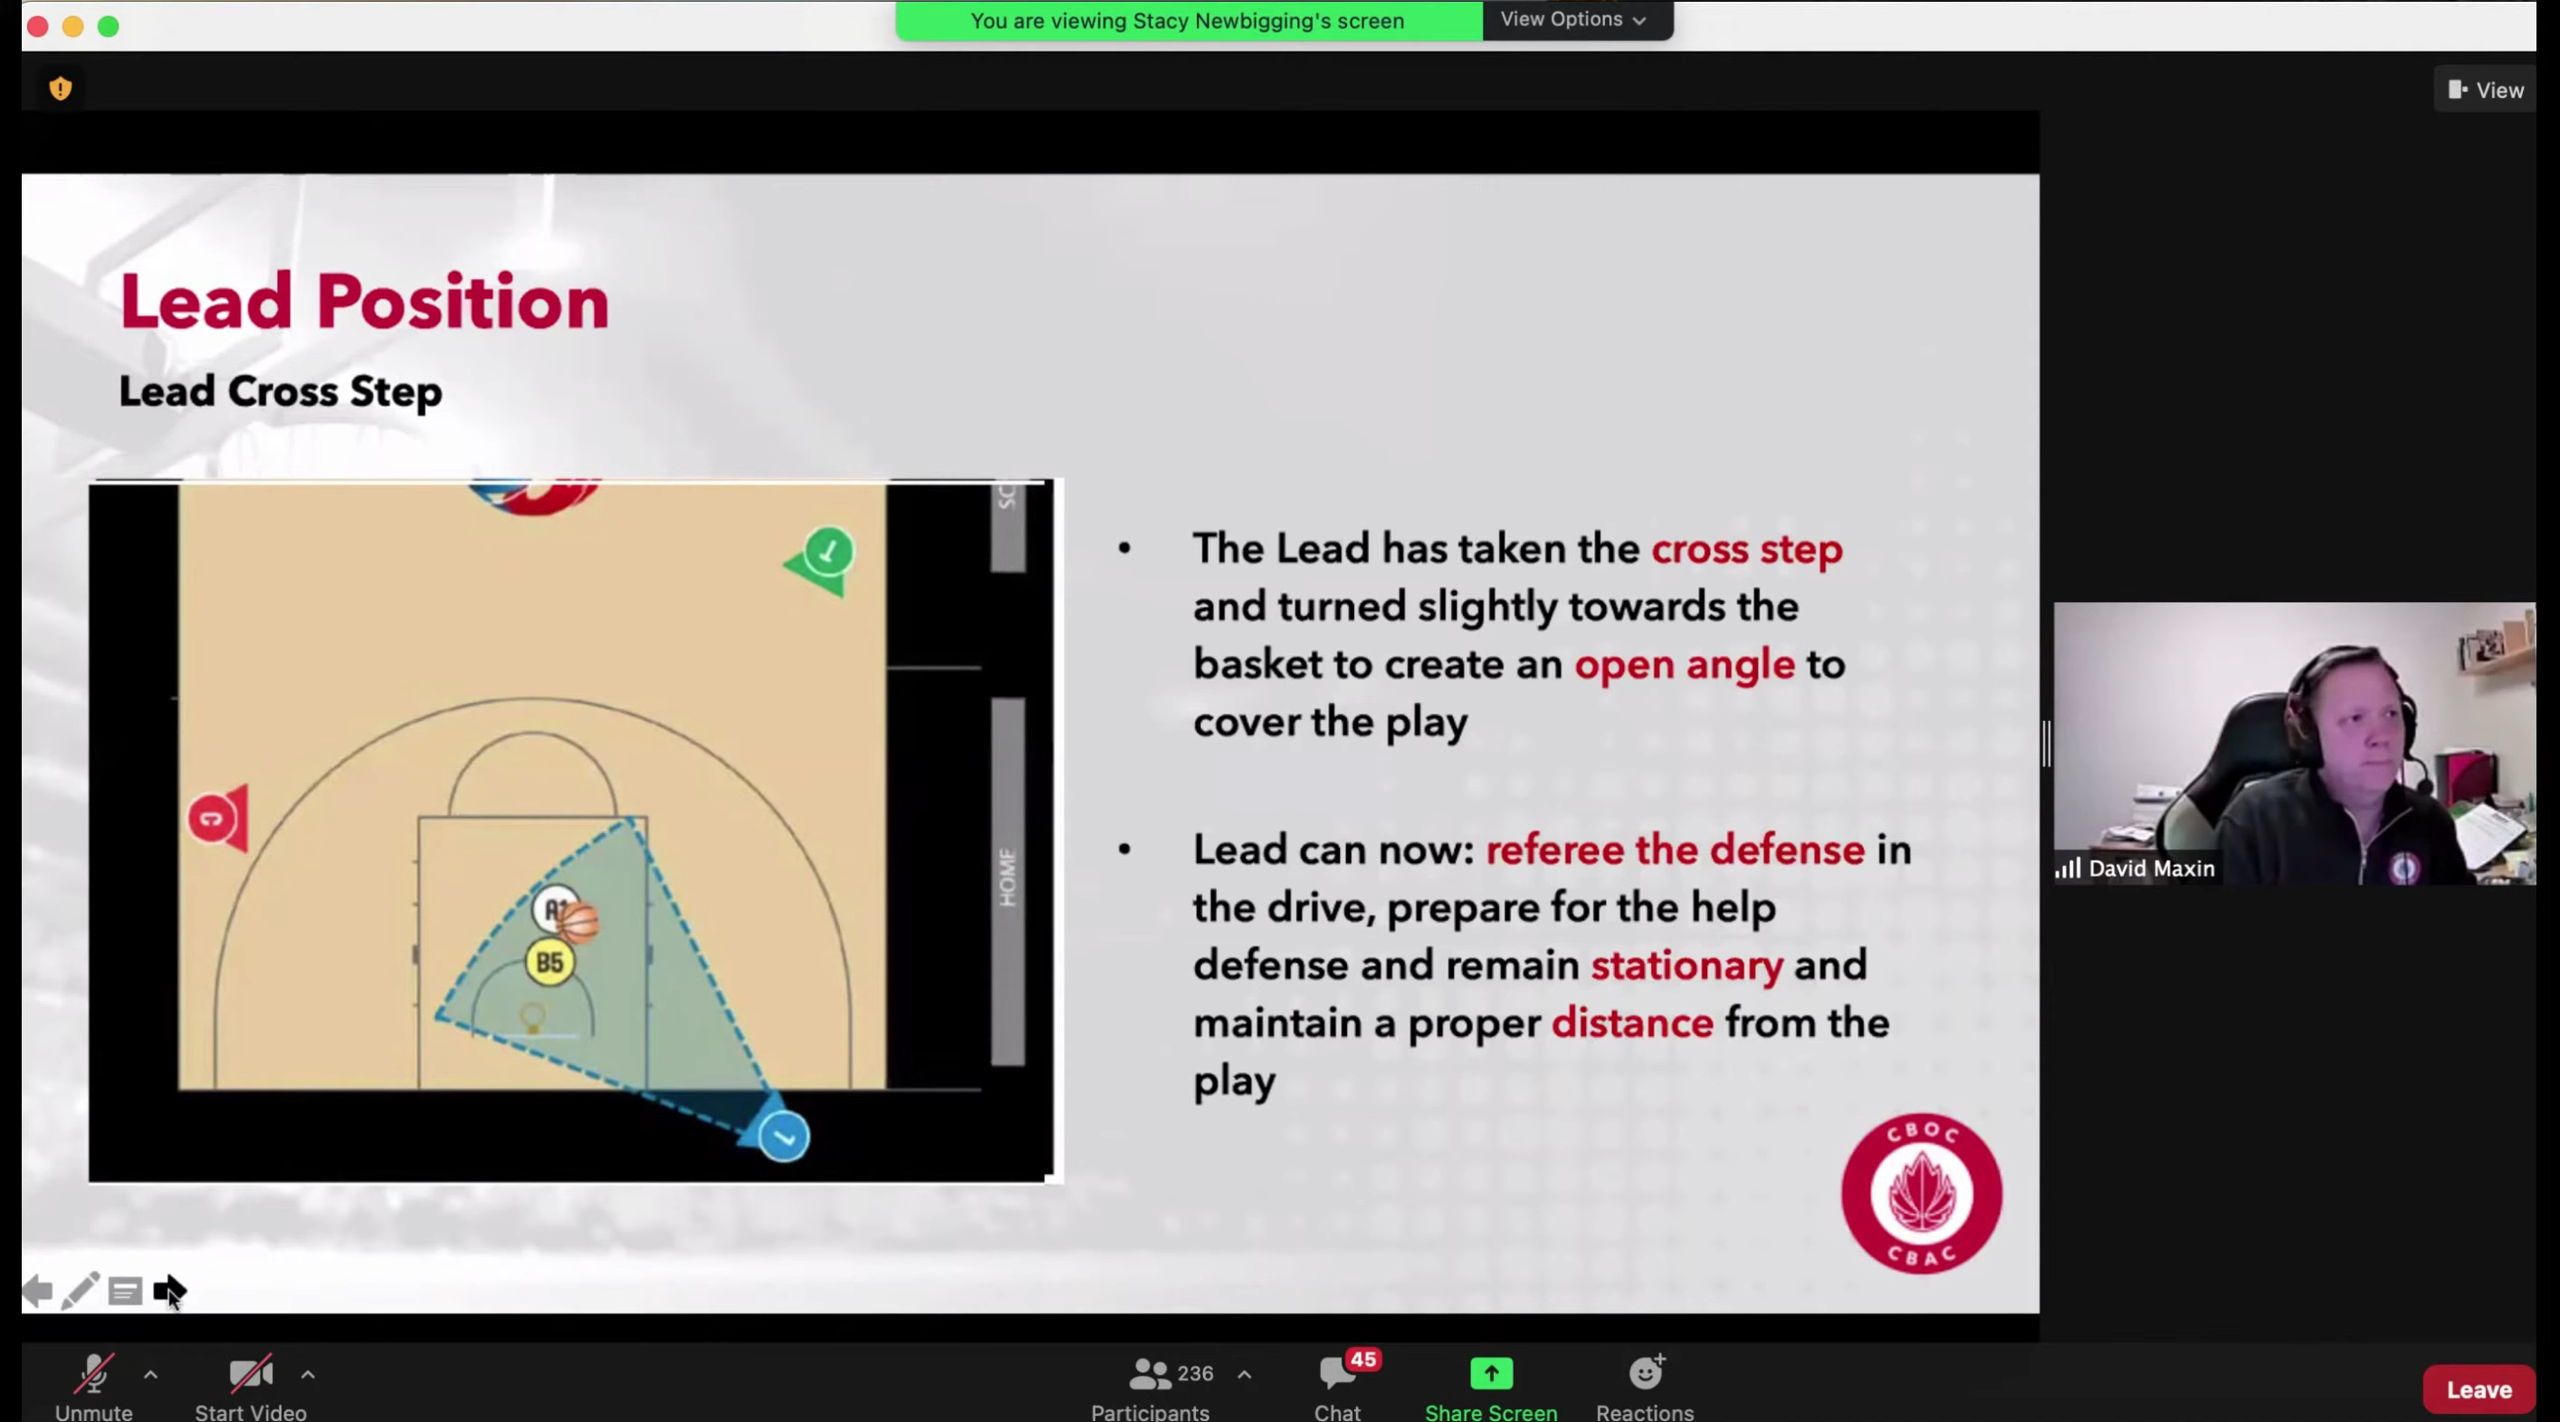 You are viewing Stacy Newbigging's screen
View Options
View
Lead Position
Lead Cross Step
SC
T
C
HOME
A1
B5
L
• The Lead has taken the cross step
and turned slightly towards the
basket to create an open angle to
cover the play
• Lead can now: referee the defense in
the drive, prepare for the help
defense and remain stationary and
maintain a proper distance from the
play
CBOC
CBAC
David Maxin
Unmute
Start Video
236
Participants
45
Chat
Share Screen
Reactions
Leave